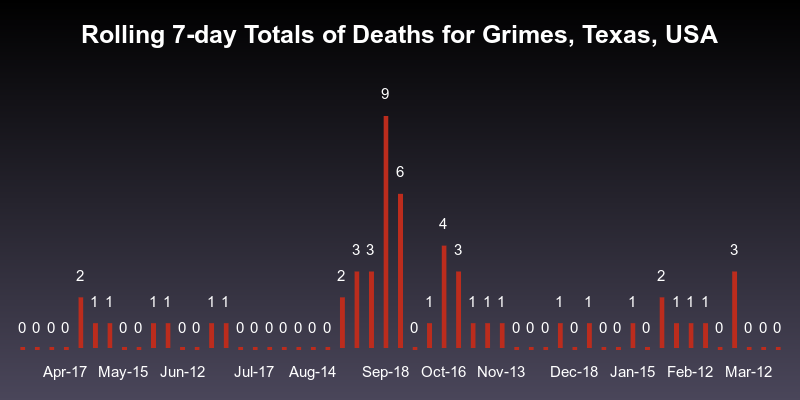 Rolling 7-day Totals of Deaths for Grimes, Texas, USA
9
6
4
3 3 3 3
2 2 2
1 1 1 1 1 1 1 1 1 1 1 1 1 1 1 1
0 0 0 0 0 0 0 0 0 0 0 0 0 0 0 0 0 0 0 0 0 0 0 0 0 0 0
Apr-17 May-15 Jun-12 Jul-17 Aug-14 Sep-18 Oct-16 Nov-13 Dec-18 Jan-15 Feb-12 Mar-12